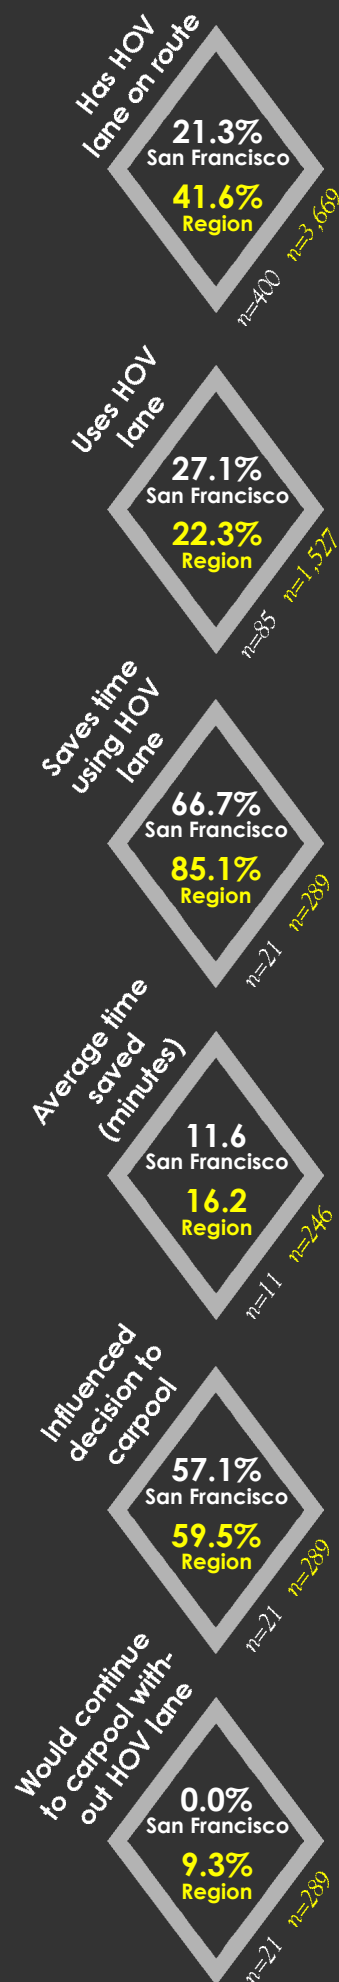 Has HOV
lane on route
21.3%
San Francisco
41.6%
Region
n=400
n=3,669
Uses HOV
lane
27.1%
San Francisco
22.3%
Region
n=85
n=1,527
Saves time
using HOV
lane
66.7%
San Francisco
85.1%
Region
n=21
n=289
Average time
saved
(minutes)
11.6
San Francisco
16.2
Region
n=11
n=246
Influenced
decision to
carpool
57.1%
San Francisco
59.5%
Region
n=21
n=289
Would continue
to carpool with-
out HOV lane
0.0%
San Francisco
9.3%
Region
n=21
n=289